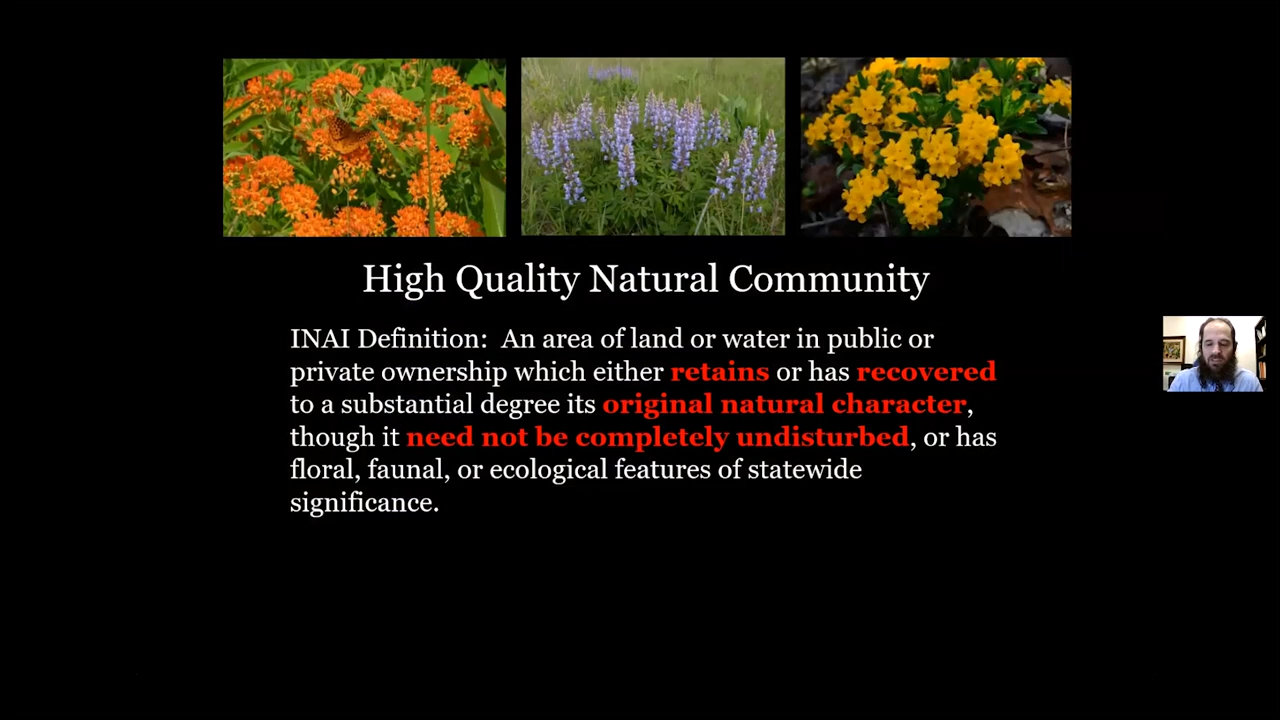 High Quality Natural Community
INAI Definition:  An area of land or water in public or
private ownership which either retains or has recovered
to a substantial degree its original natural character,
though it need not be completely undisturbed, or has
floral, faunal, or ecological features of statewide
significance.